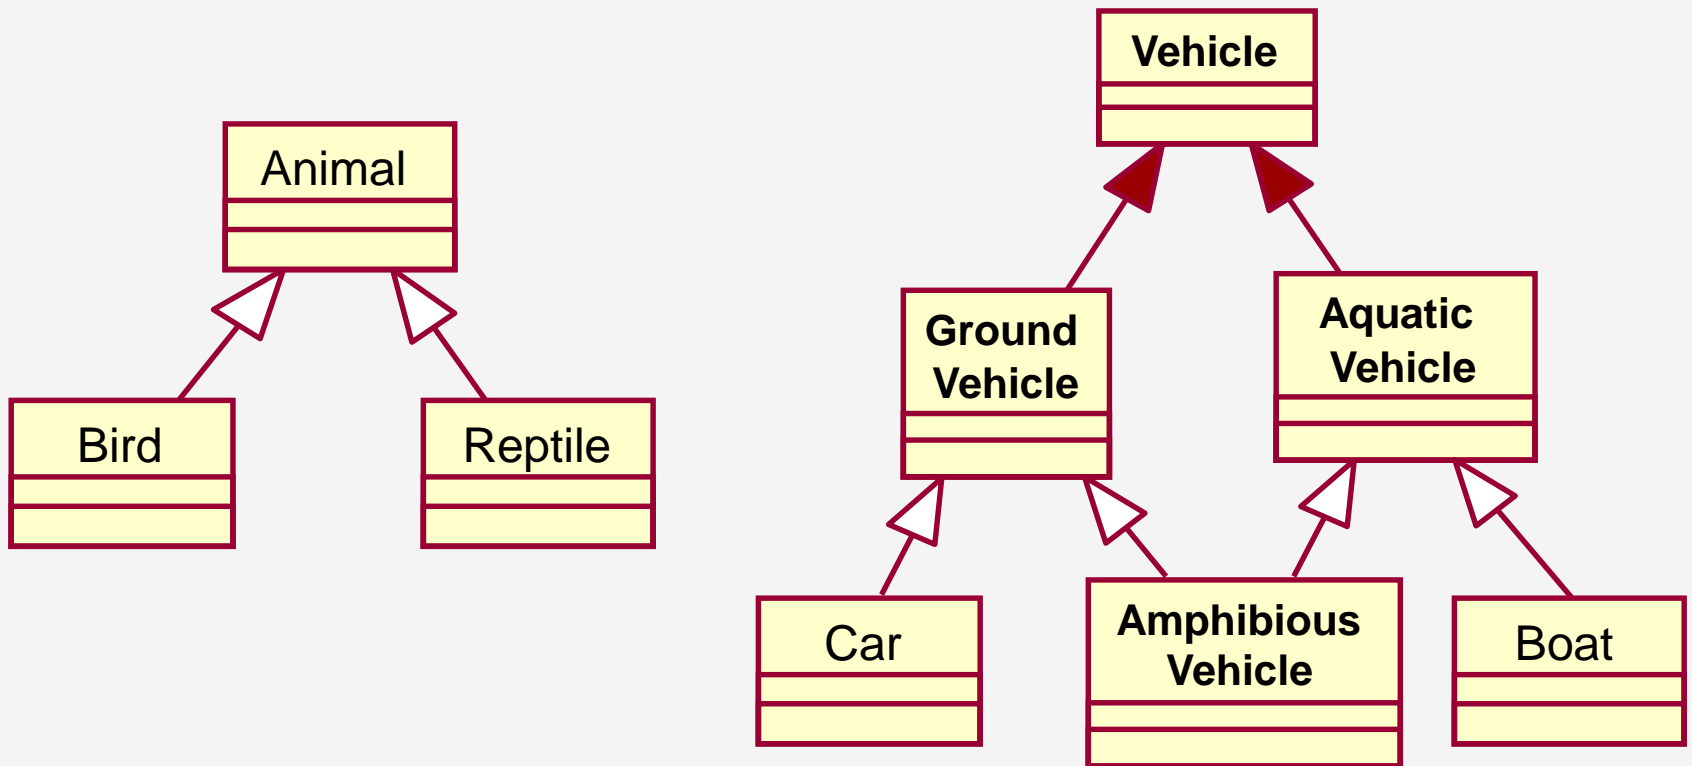 Animal
Bird
Reptile
Vehicle
Ground
Vehicle
Aquatic
Vehicle
Car
Amphibious
Vehicle
Boat